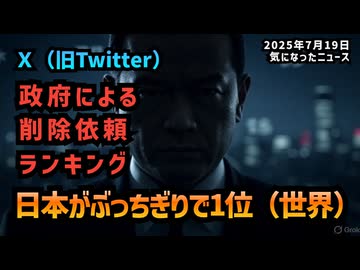 X（旧Twitter）
2025年7月19日
気になったニュース
政府による
削除依頼
ランキング
日本がぶっちぎりで1位（世界）
Grok